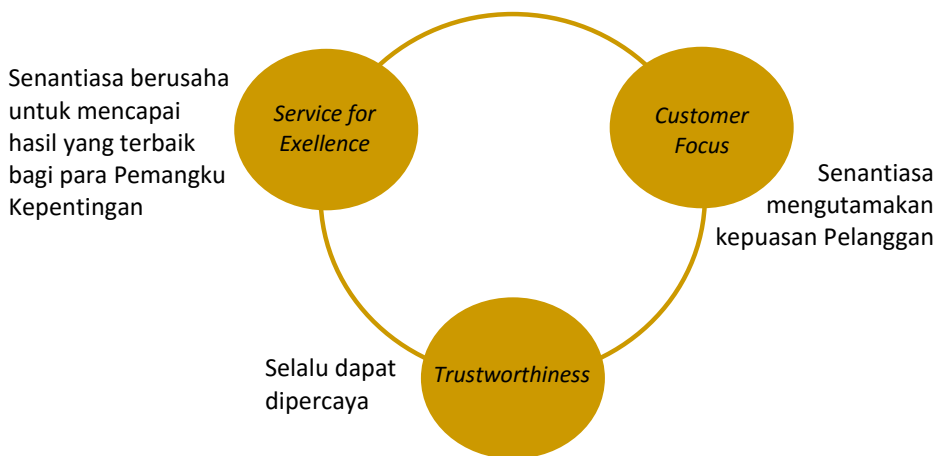 Senantiasa berusaha
untuk mencapai
hasil yang terbaik
bagi para Pemangku
Kepentingan
Service for
Exellence
Customer
Focus
Senantiasa
mengutamakan
kepuasan Pelanggan
Selalu dapat
dipercaya
Trustworthiness